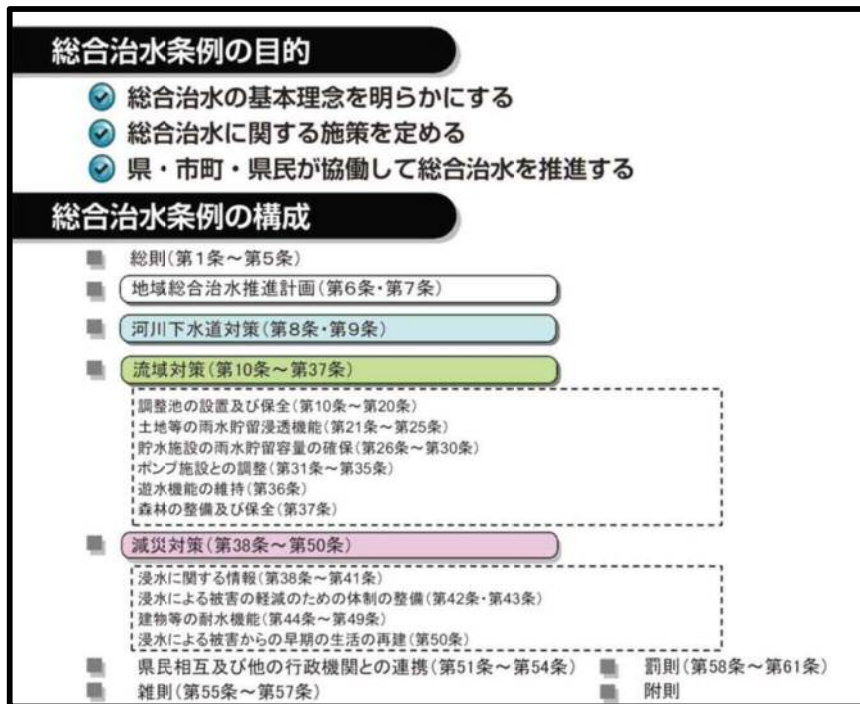 総合治水条例の目的
総合治水の基本理念を明らかにする
総合治水に関する施策を定める
県・市町・県民が協働して総合治水を推進する
総合治水条例の構成
総則(第1条~第5条)
地域総合治水推進計画(第6条・第7条)
河川下水道対策(第8条・第9条)
流域対策(第10条~第37条)
調整池の設置及び保全(第10条~第20条)
土地等の雨水貯留浸透機能(第21条~第25条)
貯水施設の雨水貯留容量の確保(第26条~第30条)
ポンプ施設との調整(第31条~第35条)
遊水機能の維持(第36条)
森林の整備及び保全(第37条)
減災対策(第38条~第50条)
浸水に関する情報(第38条~第41条)
浸水による被害の軽減のための体制の整備(第42条・第43条)
建物等の耐水機能(第44条~第49条)
浸水による被害からの早期の生活の再建(第50条)
県民相互及び他の行政機関との連携(第51条~第54条) 罰則(第58条~第61条)
雑則(第55条~第57条) 附則